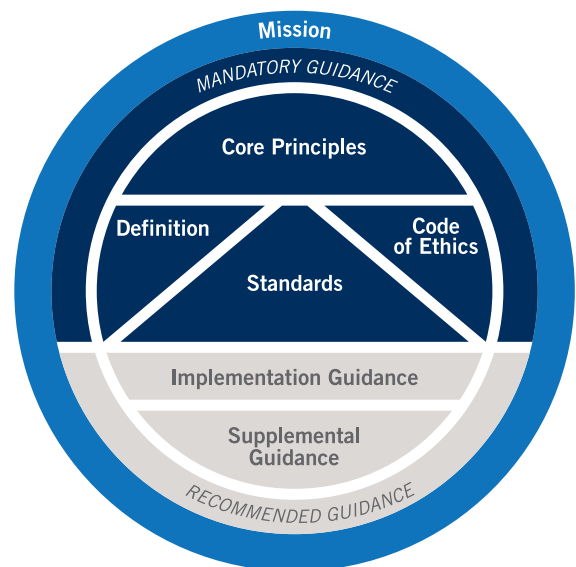 Mission
MANDATORY GUIDANCE
Core Principles
Definition
Code
of Ethics
Standards
Implementation Guidance
Supplemental
Guidance
RECOMMENDED GUIDANCE